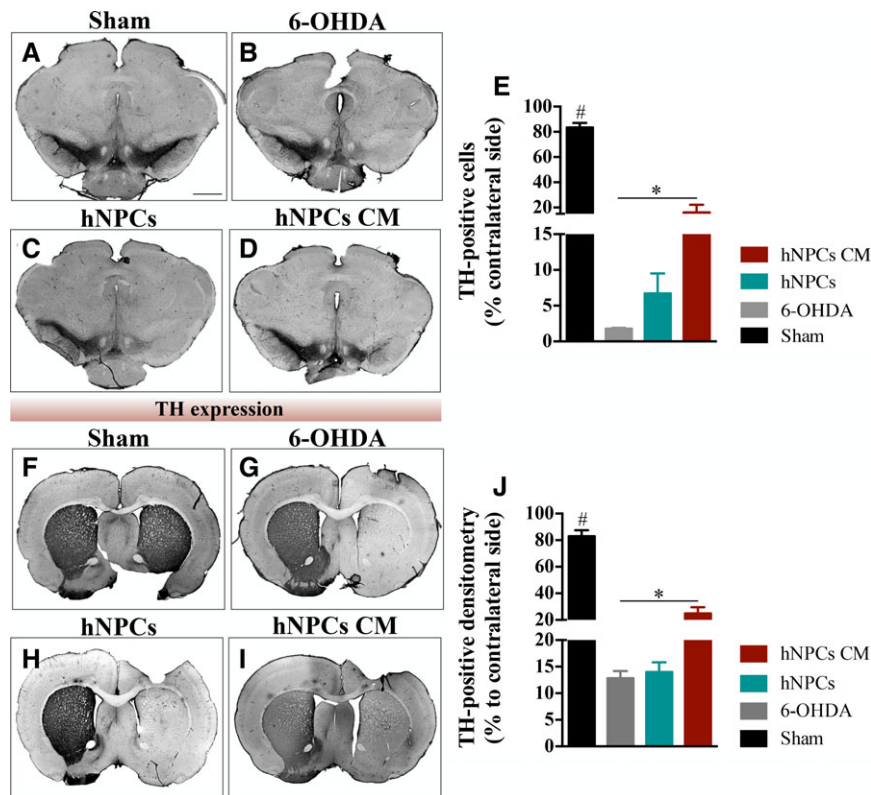 Sham 6-OHDA
A B
hNPCs hNPCs CM
C D
TH expression
Sham 6-OHDA
F G
hNPCs hNPCs CM
H I
E
TH-positive cells
(% contralateral side)
100
80
60
40
20
15
10
5
0
#
*
hNPCs CM
hNPCs
6-OHDA
Sham
J
TH-positive densitometry
(% to contralateral side)
100
80
60
40
20
20
15
10
5
0
#
*
hNPCs CM
hNPCs
6-OHDA
Sham